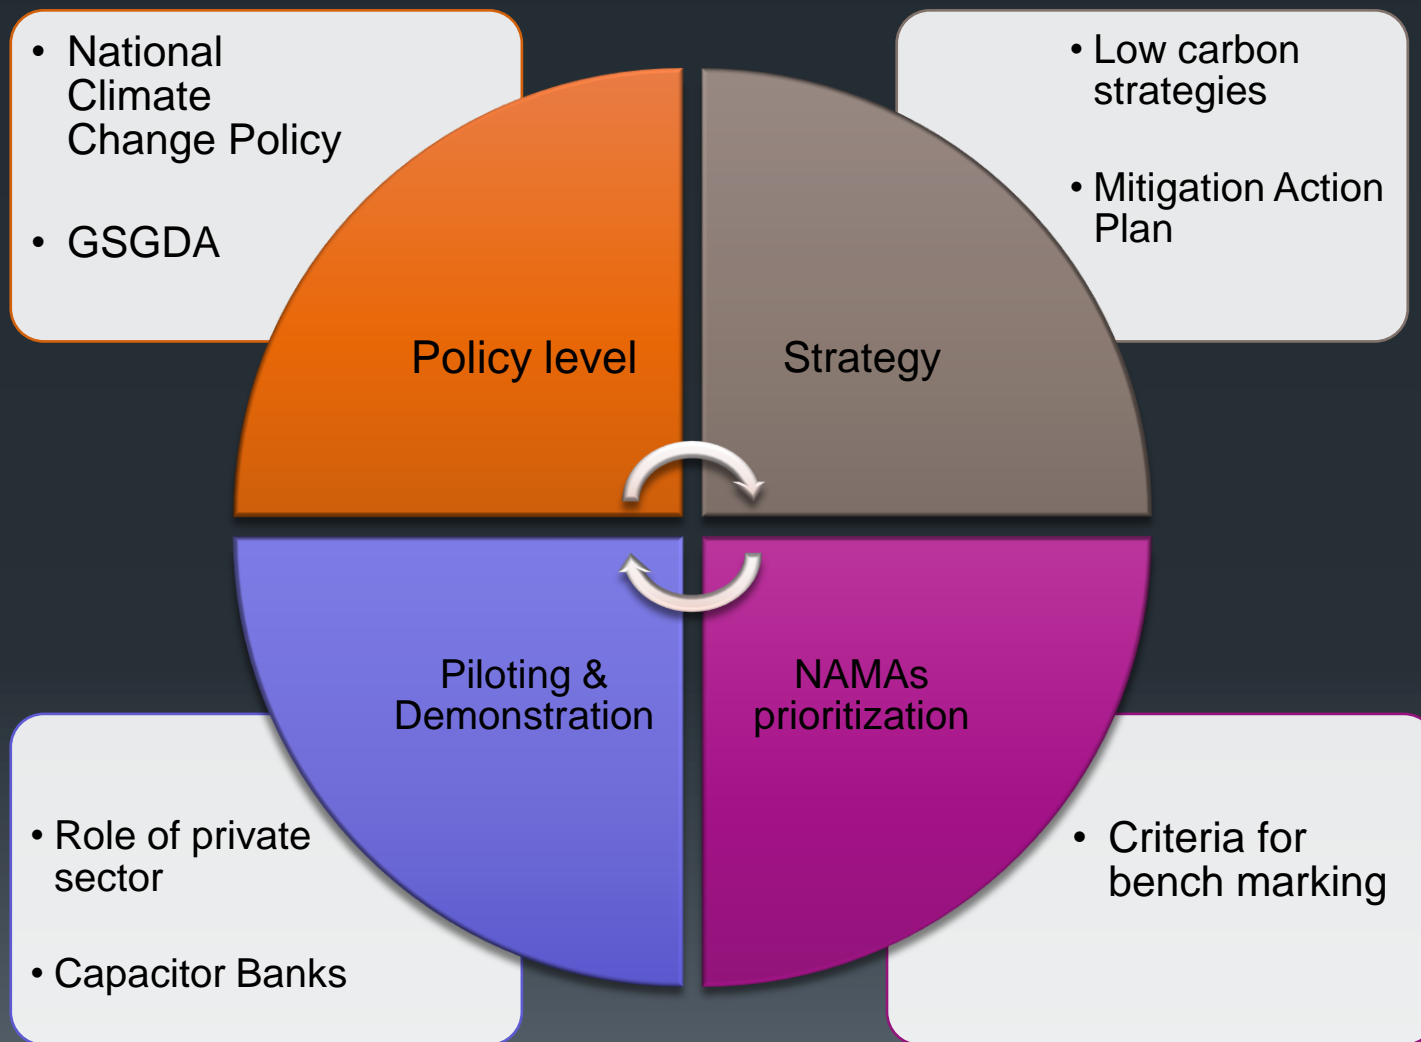 • National
Climate
Change Policy
• GSGDA
• Low carbon
strategies
• Mitigation Action
Plan
Policy level
Strategy
Piloting &
Demonstration
NAMAs
prioritization
• Role of private
sector
• Capacitor Banks
• Criteria for
bench marking